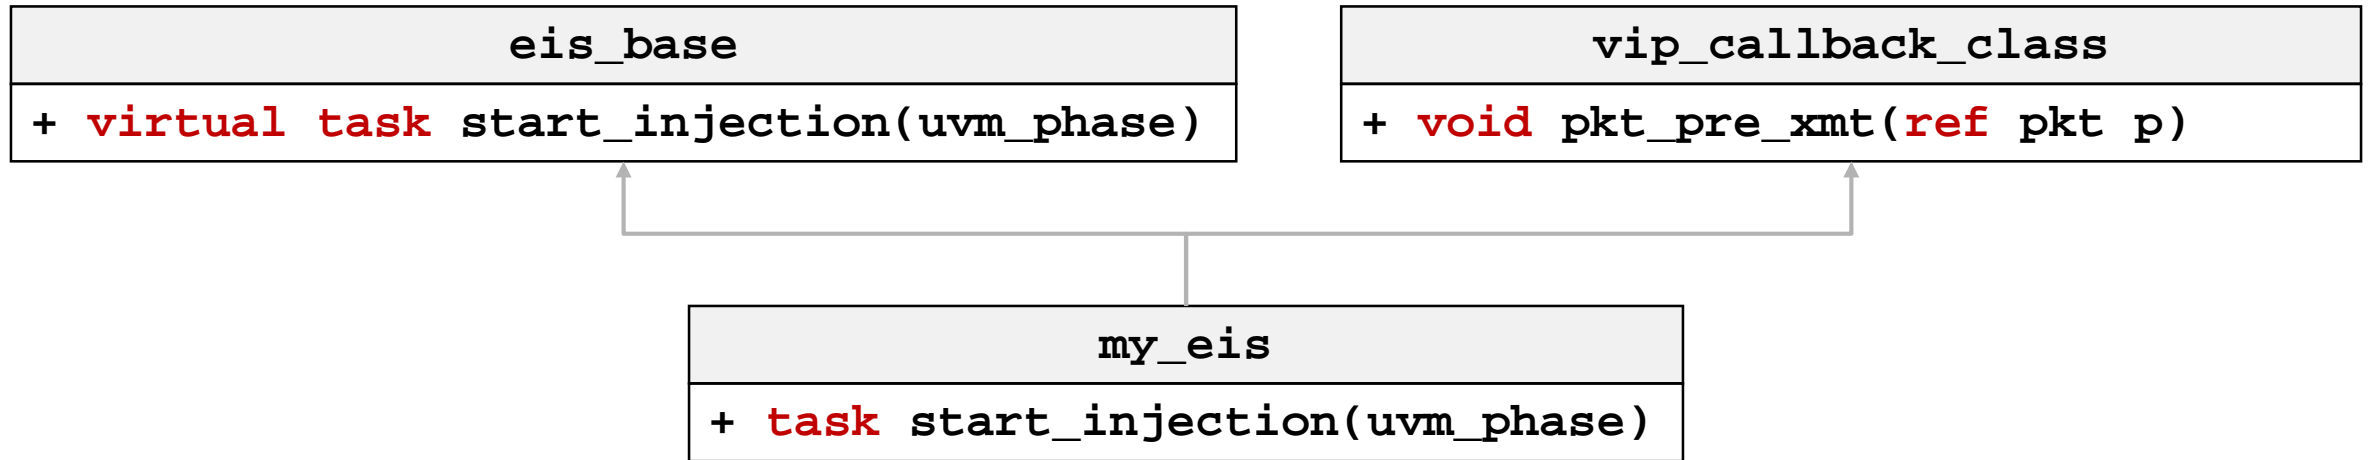 eis_base
+ virtual task start_injection(uvm_phase)
vip_callback_class
+ void pkt_pre_xmt(ref pkt p)
my_eis
+ task start_injection(uvm_phase)